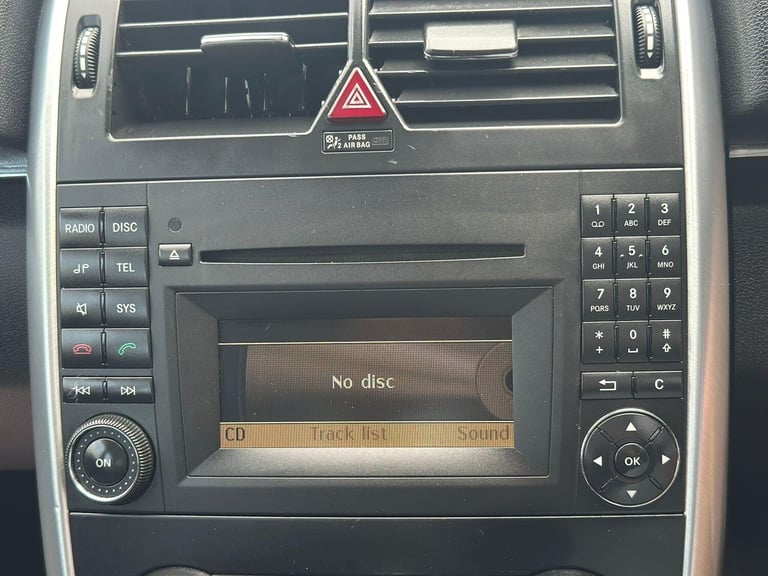 PASS
2 AIR BAG OFF
RADIO DISC
TEL
SYS
ON
No disc
CD Track list Sound
1 2 ABC 3 DEF
4 GHI 5 JKL 6 MNO
7 PQRS 8 TUV 9 WXYZ
* + 0 #
C
OK